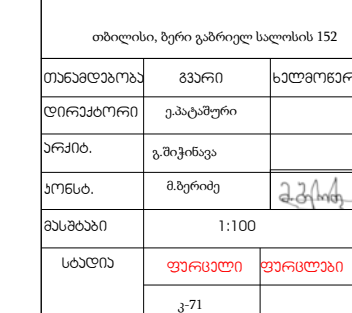 თბილისი, ბერი გაბრიელ სალოსის 152
თანამდებობა გვარი ხელმოწერ
დირექტორი ე.პატაშური
არქიტ. გ.შიჭინავა
კონსტ. მ.ბერიძე
მასშტაბი 1:100
სტადია ფურცელი ფურცლები
კ-71